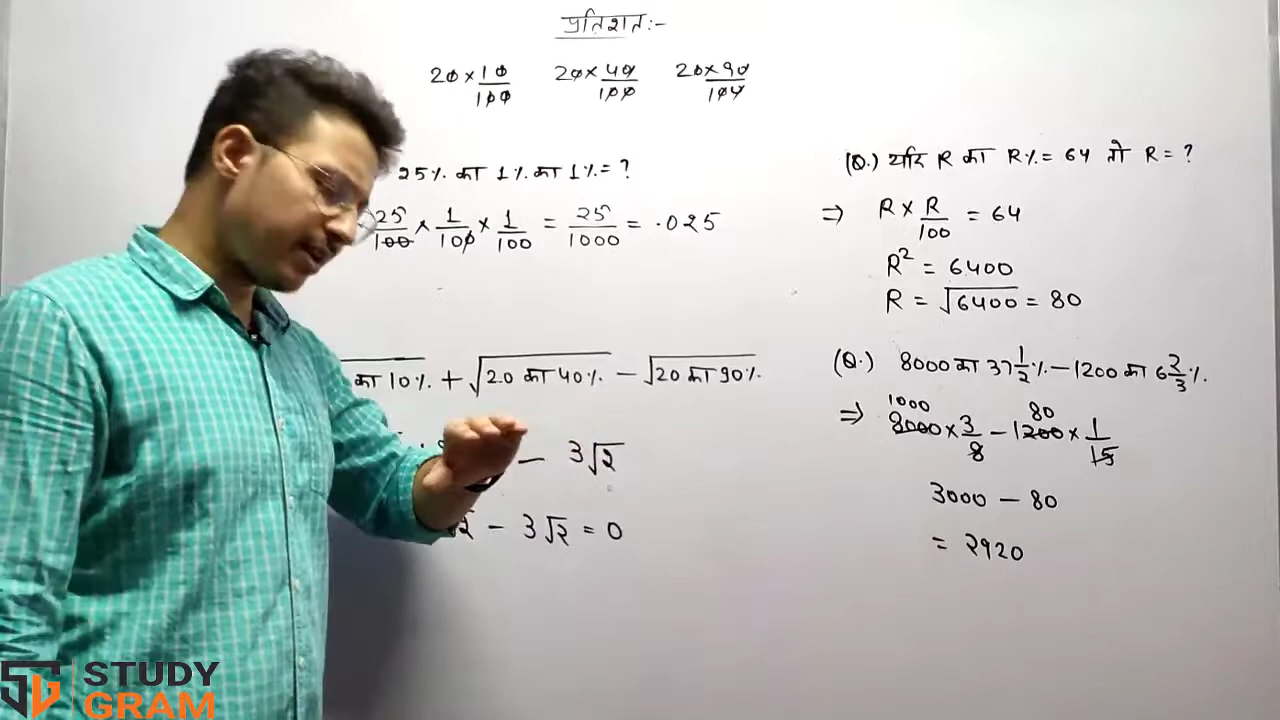 प्रतिशत:-
20 × 10/100 20 × 40/100 20 × 90/100
25% का 1% का 1% = ?
25/100 × 1/100 × 1/100 = 25/1000 = .025
का 10% + √20 का 40% - √20 का 90%
- 3√2
- 3√2 = 0
(Q.) यदि R का R% = 64 तो R = ?
⇒ R × R/100 = 64
R² = 6400
R = √6400 = 80
(Q.) 8000 का 37 1/2% - 1200 का 6 2/3%
1000 80
⇒ 8000 × 3/8 - 1200 × 1/15
3000 - 80
= 2920
STUDY
GRAM